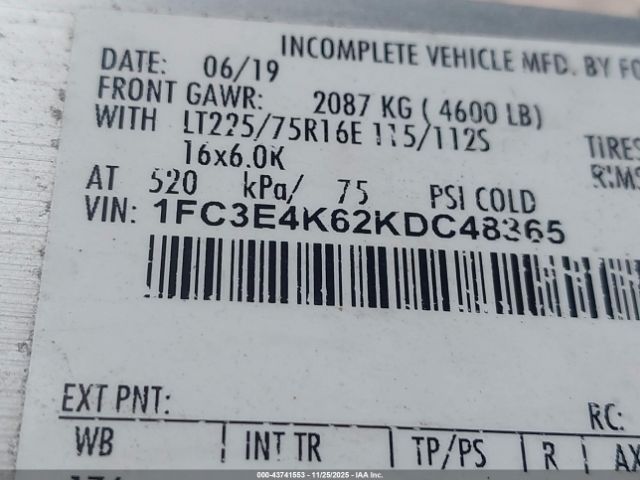 INCOMPLETE VEHICLE MFD. BY FO
DATE: 06/19
FRONT GAWR: 2087 KG ( 4600 LB)
WITH LT225/75R16E 115/112S TIRES
16x6.0K RIMS
AT 520 kPa/ 75 PSI COLD
VIN: 1FC3E4K62KDC48365
EXT PNT: RC:
WB INT TR TP/PS R AX
000-43741553 - 11/25/2025 - IAA Inc.